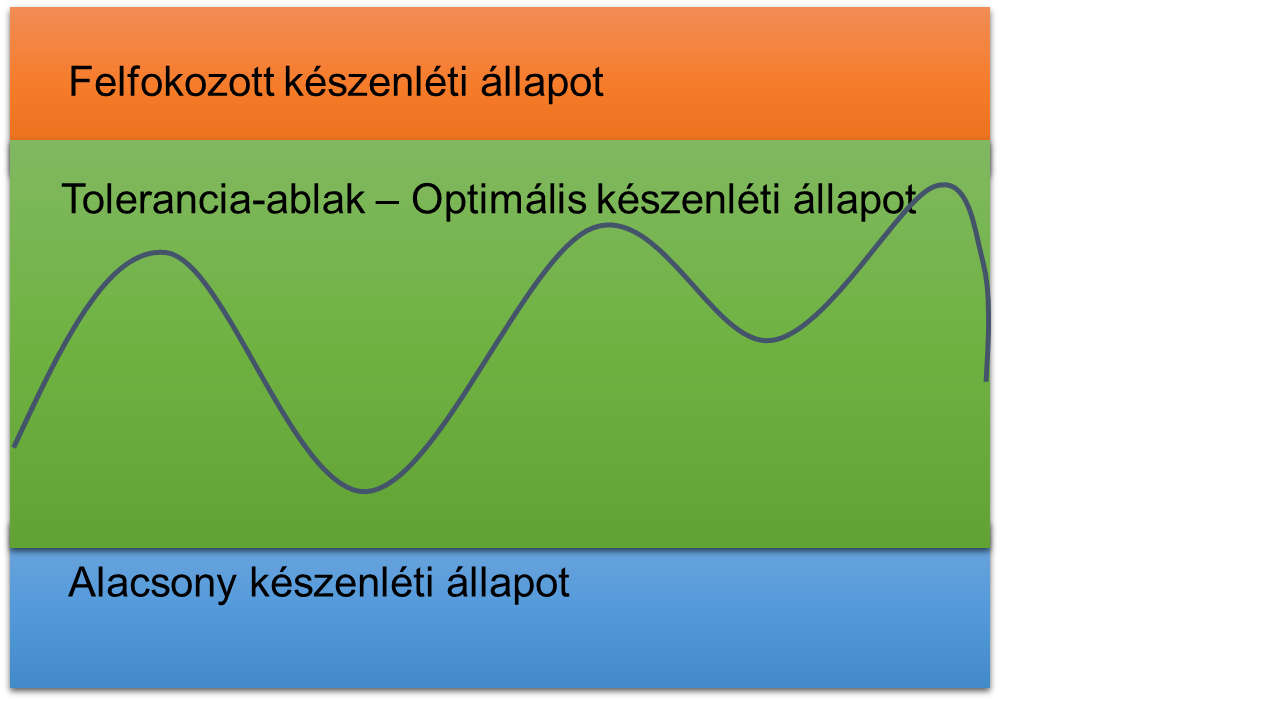 Felfokozott készenléti állapot
Tolerancia-ablak – Optimális készenléti állapot
Alacsony készenléti állapot